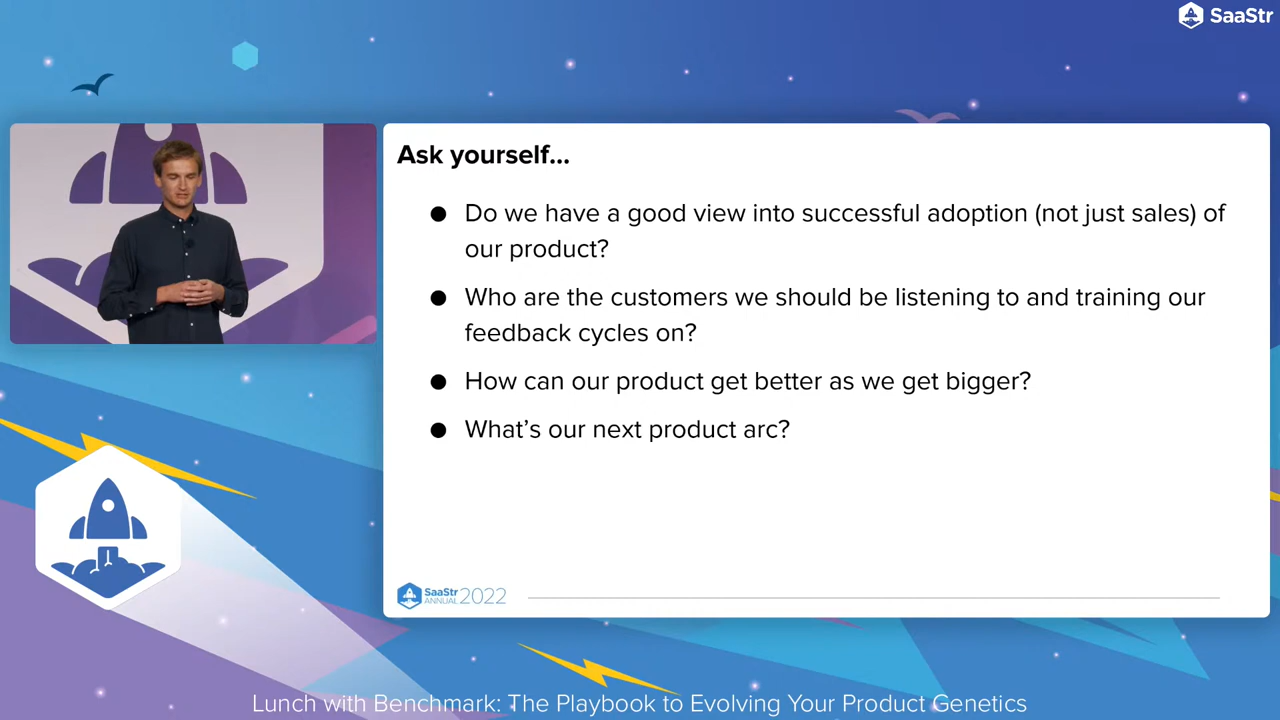 SaaStr
Ask yourself...
● Do we have a good view into successful adoption (not just sales) of
our product?
● Who are the customers we should be listening to and training our
feedback cycles on?
● How can our product get better as we get bigger?
● What’s our next product arc?
SaaStr
ANNUAL 2022
Lunch with Benchmark: The Playbook to Evolving Your Product Genetics